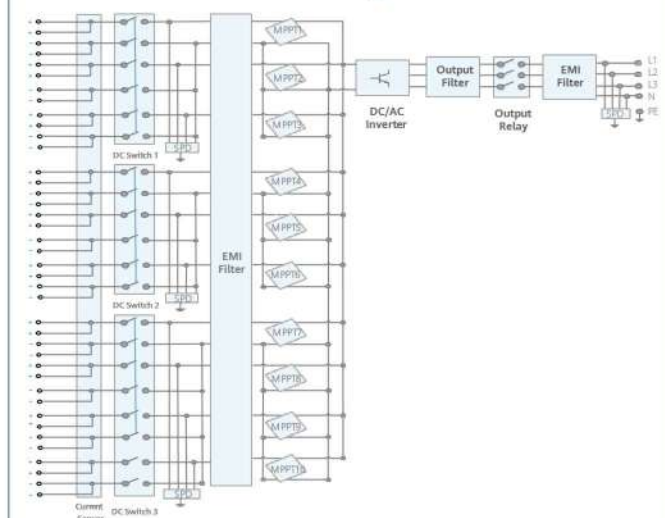 MPPT1
MPPT2
MPPT3
SPD
DC Switch 1
MPPT4
MPPT5
MPPT6
SPD
DC Switch 2
EMI
Filter
MPPT7
MPPT8
MPPT9
MPPT10
SPD
Current
DC Switch 3
DC/AC
Inverter
Output
Filter
Output
Relay
EMI
Filter
L1
L2
L3
N
SPD
PE